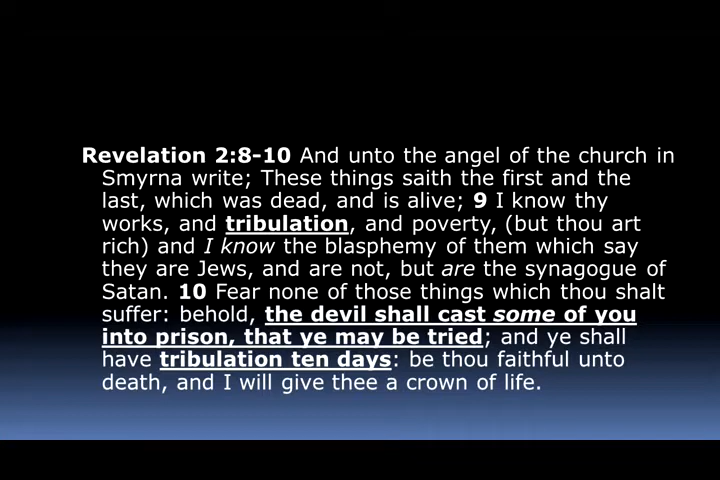 Revelation 2:8-10 And unto the angel of the church in
Smyrna write; These things saith the first and the
last, which was dead, and is alive; 9 I know thy
works, and tribulation, and poverty, (but thou art
rich) and I know the blasphemy of them which say
they are Jews, and are not, but are the synagogue of
Satan. 10 Fear none of those things which thou shalt
suffer: behold, the devil shall cast some of you
into prison, that ye may be tried; and ye shall
have tribulation ten days: be thou faithful unto
death, and I will give thee a crown of life.